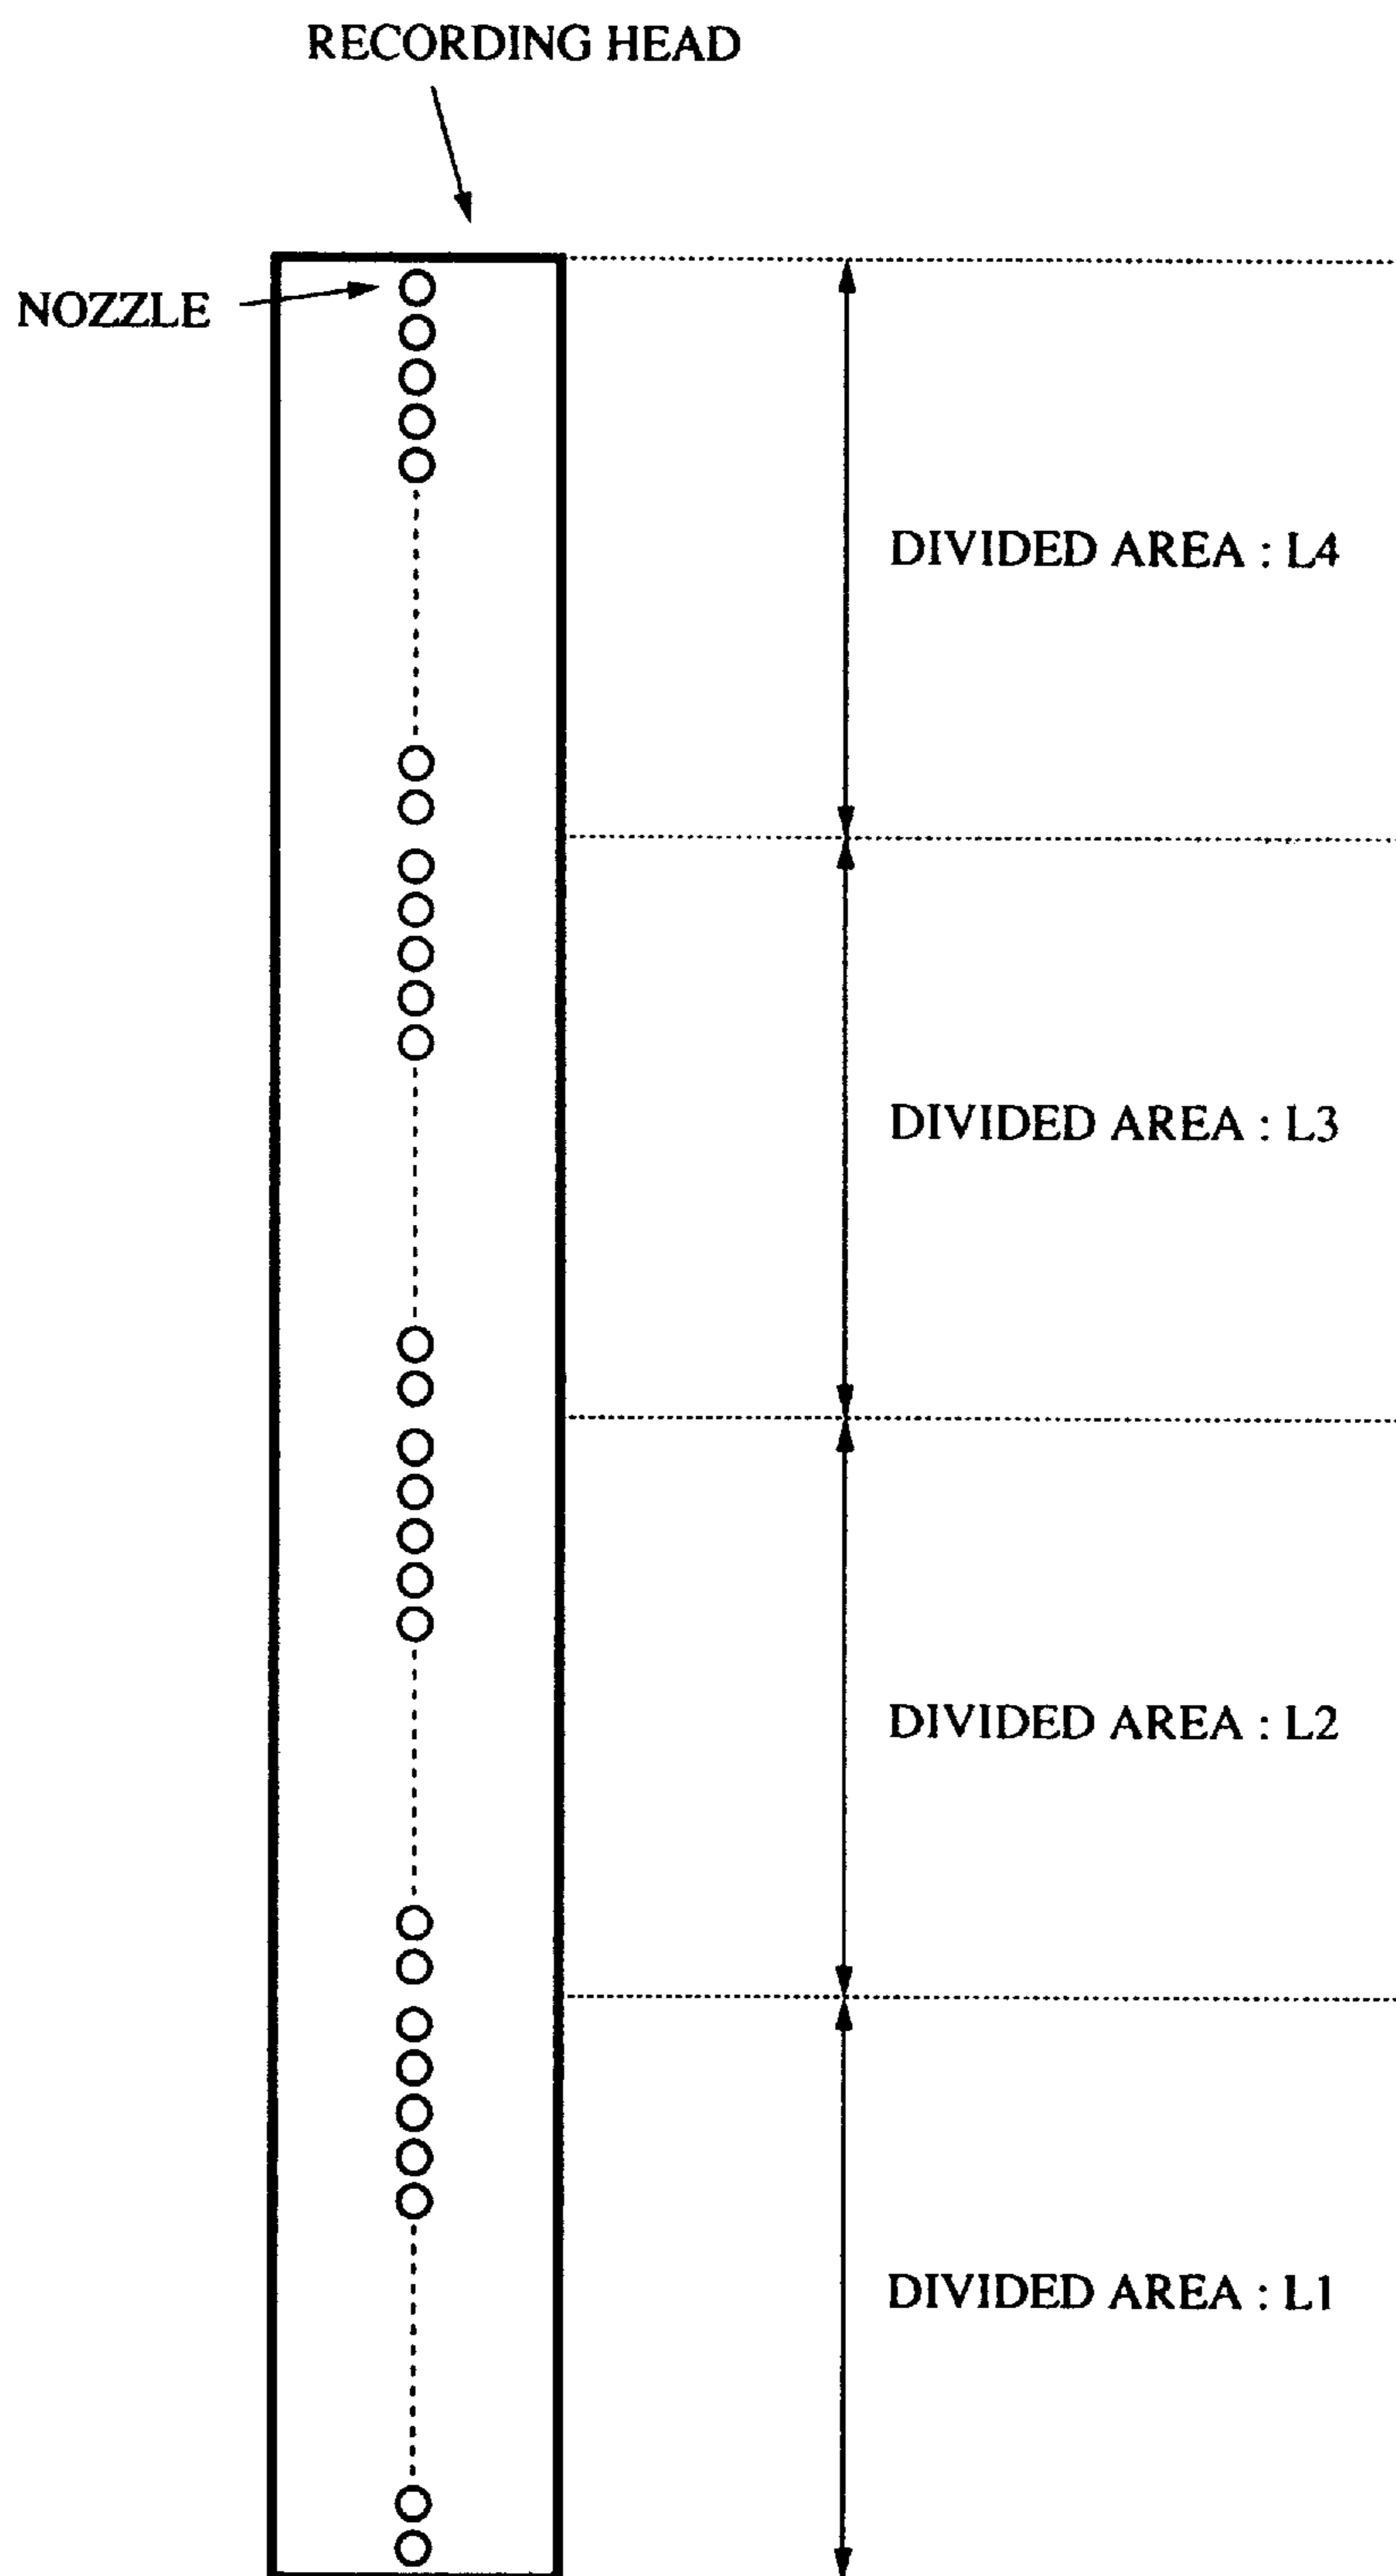 RECORDING HEAD
NOZZLE
DIVIDED AREA : L4
DIVIDED AREA : L3
DIVIDED AREA : L2
DIVIDED AREA : L1